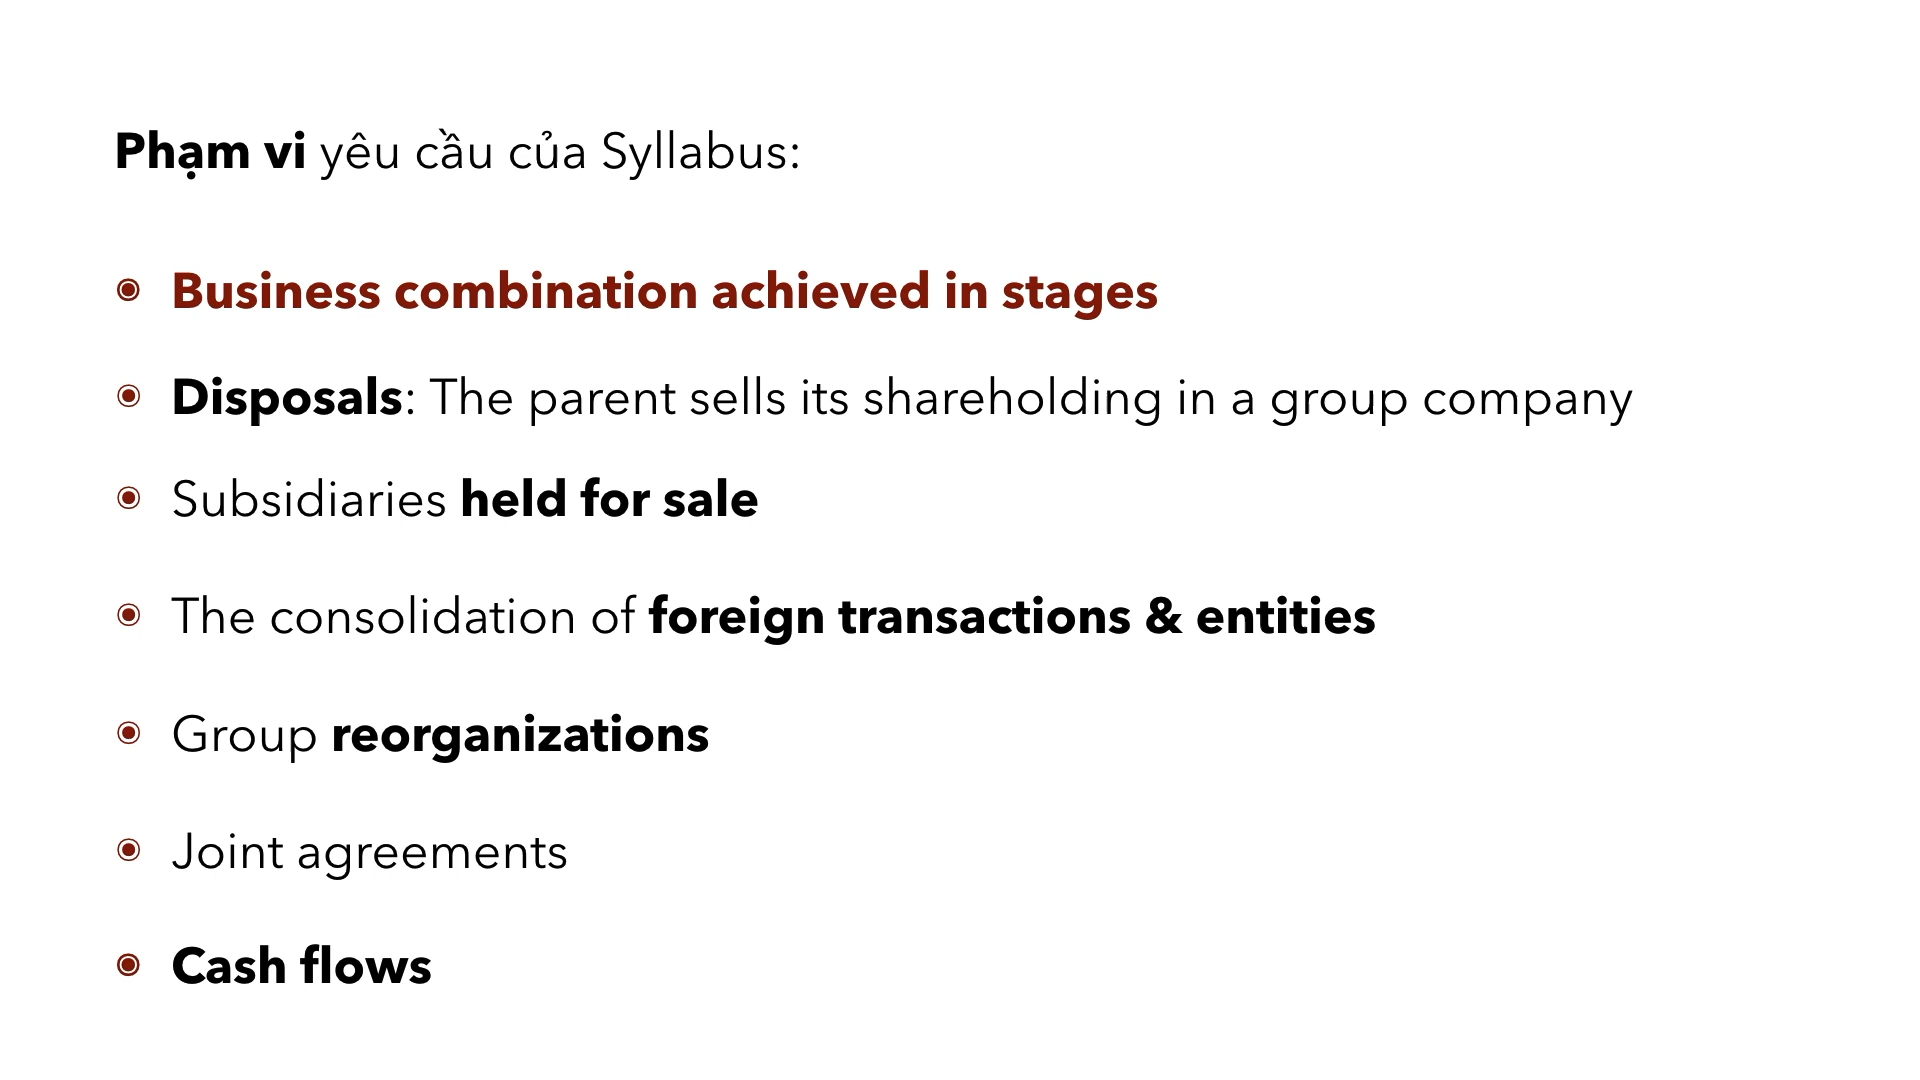 Phạm vi yêu cầu của Syllabus:
Business combination achieved in stages
Disposals: The parent sells its shareholding in a group company
Subsidiaries held for sale
The consolidation of foreign transactions & entities
Group reorganizations
Joint agreements
Cash flows